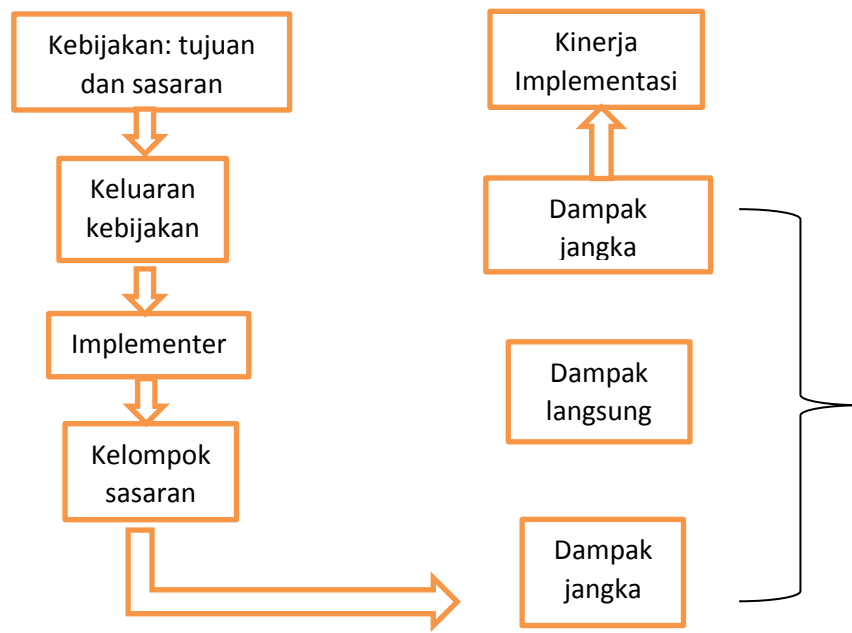 Kebijakan: tujuan
dan sasaran
Keluaran
kebijakan
Implementer
Kelompok
sasaran
Kinerja
Implementasi
Dampak
jangka
Dampak
langsung
Dampak
jangka